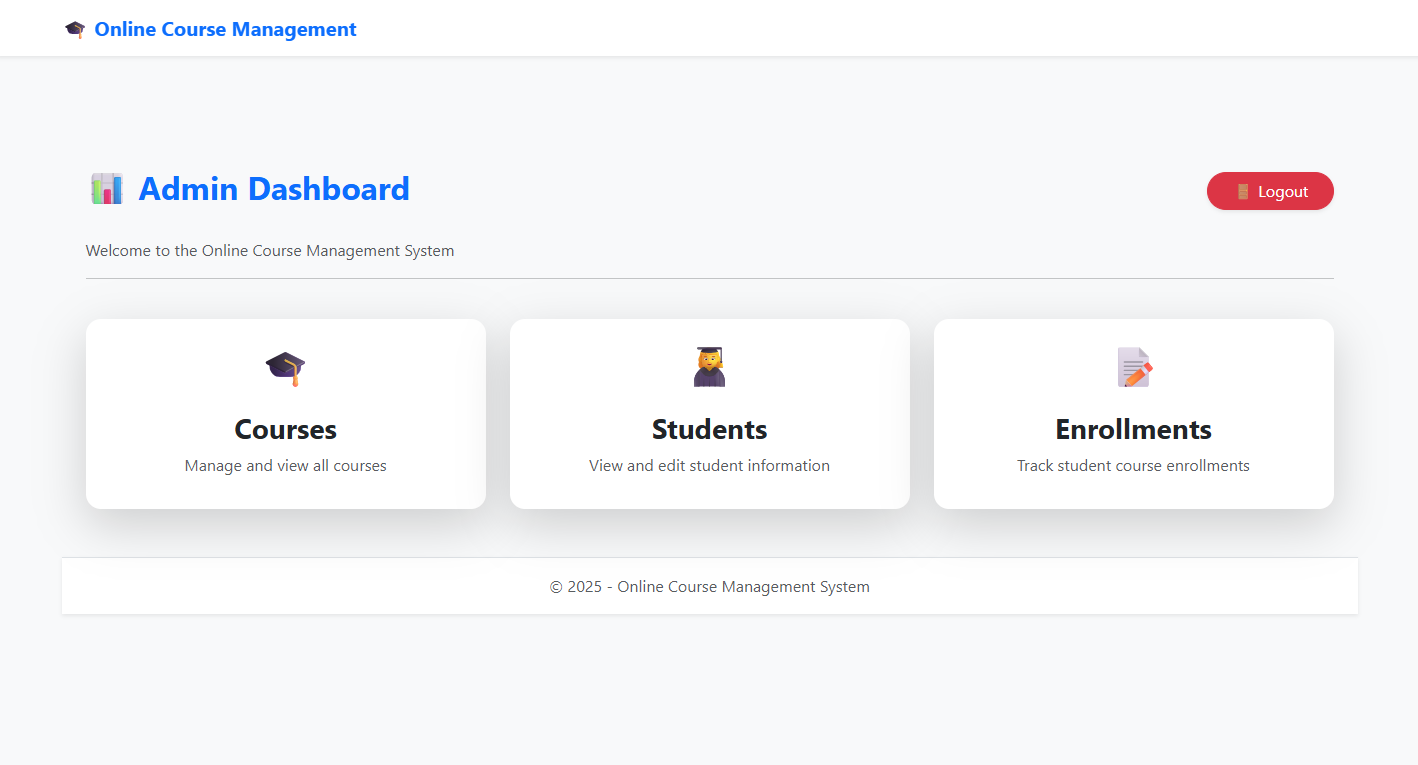 Online Course Management
Admin Dashboard
Logout
Welcome to the Online Course Management System
Courses
Manage and view all courses
Students
View and edit student information
Enrollments
Track student course enrollments
© 2025 - Online Course Management System